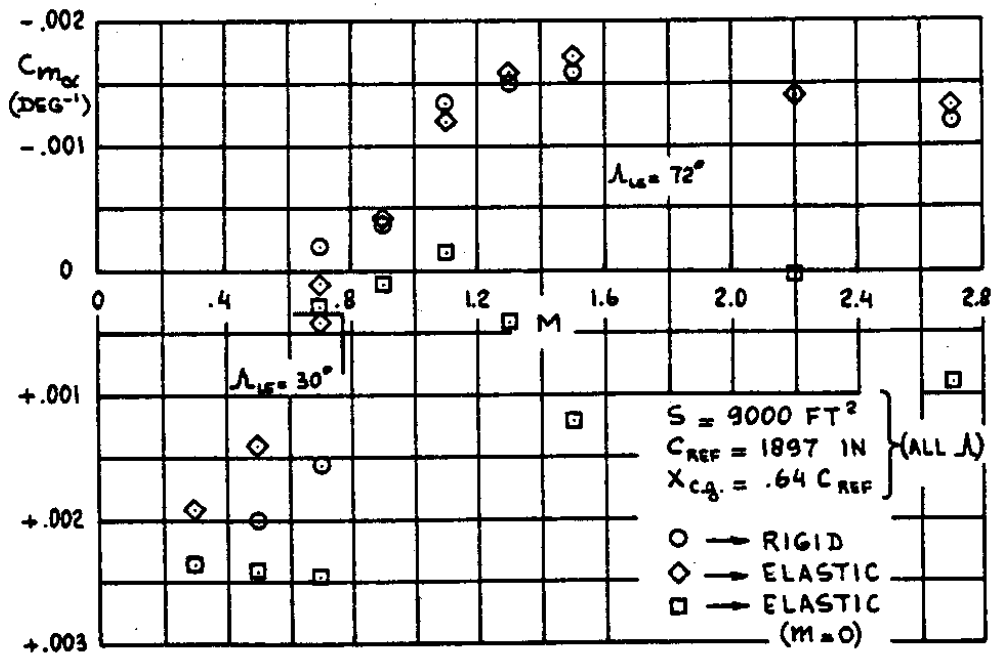 -.002
Cmα
(DEG⁻¹)
-.001
Λ_LE = 72°
0
0 .4 .8 1.2 1.6 2.0 2.4 2.8
M
Λ_LE = 30°
+.001
S = 9000 FT²
C_REF = 1897 IN
X_c.g. = .64 C_REF
(ALL Λ)
+.002
○ → RIGID
◇ → ELASTIC
□ → ELASTIC
(m=0)
+.003